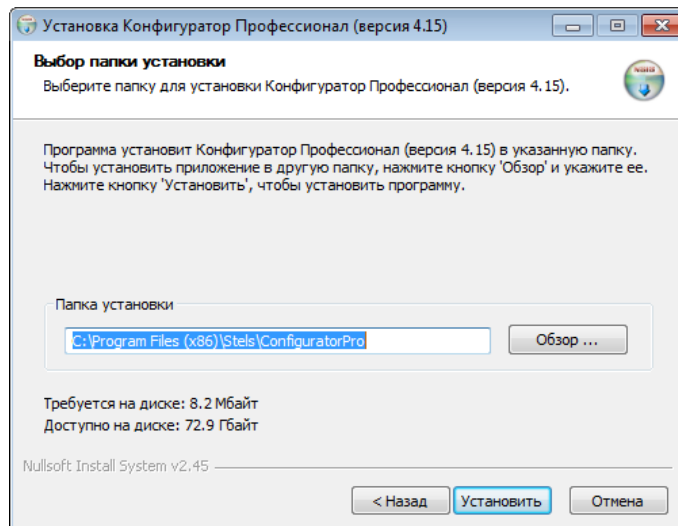 Установка Конфигуратор Профессионал (версия 4.15)
Выбор папки установки
Выберите папку для установки Конфигуратор Профессионал (версия 4.15).
Программа установит Конфигуратор Профессионал (версия 4.15) в указанную папку.
Чтобы установить приложение в другую папку, нажмите кнопку 'Обзор' и укажите ее.
Нажмите кнопку 'Установить', чтобы установить программу.
Папка установки
C:\Program Files (x86)\Stels\ConfiguratorPro
Обзор ...
Требуется на диске: 8.2 Мбайт
Доступно на диске: 72.9 Гбайт
Nullsoft Install System v2.45
< Назад
Установить
Отмена